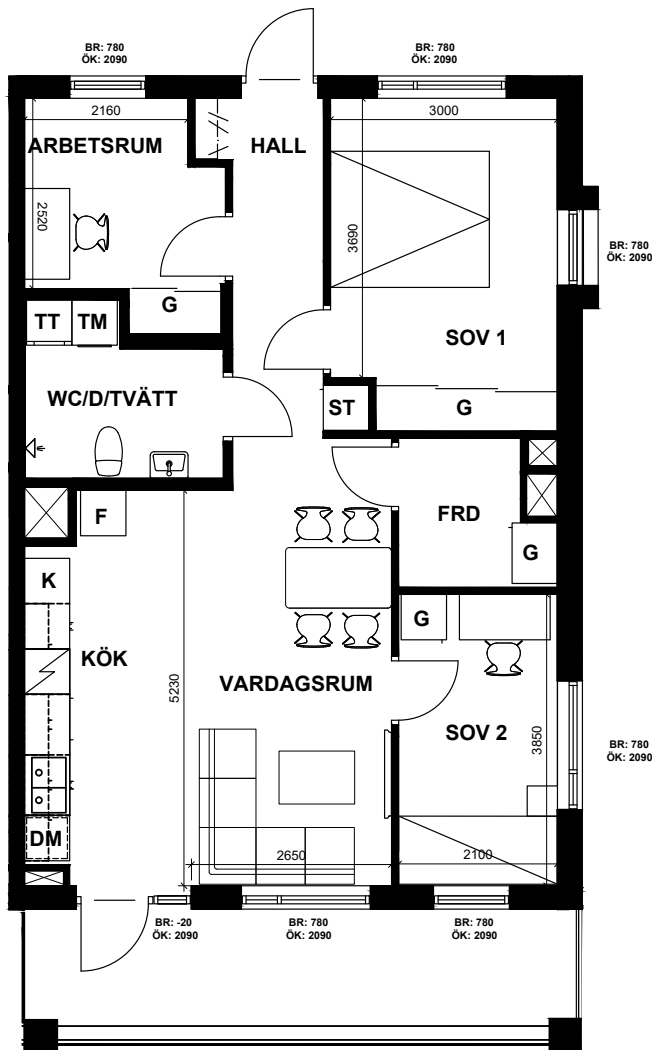 BR: 780
ÖK: 2090
BR: 780
ÖK: 2090
2160
3000
ARBETSRUM
HALL
2520
3690
BR: 780
ÖK: 2090
G
TT
TM
SOV 1
WC/D/TVÄTT
ST
G
F
FRD
G
K
G
KÖK
5230
VARDAGSRUM
SOV 2
3850
BR: 780
ÖK: 2090
DM
2650
2100
BR: -20
ÖK: 2090
BR: 780
ÖK: 2090
BR: 780
ÖK: 2090